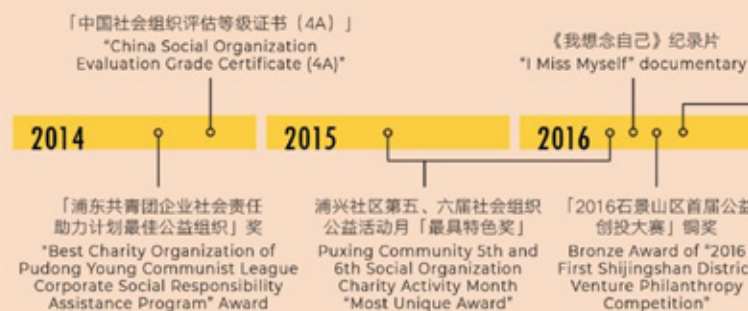 「中国社会组织评估等级证书（4A）」
"China Social Organization
Evaluation Grade Certificate (4A)"
《我想念自己》纪录片
"I Miss Myself" documentary
2014
2015
2016
「浦东共青团企业社会责任
助力计划最佳公益组织」奖
"Best Charity Organization of
Pudong Young Communist League
Corporate Social Responsibility
Assistance Program" Award
浦兴社区第五、六届社会组织
公益活动月「最具特色奖」
Puxing Community 5th and
6th Social Organization
Charity Activity Month
"Most Unique Award"
「2016石景山区首届公益
创投大赛」铜奖
Bronze Award of "2016
First Shijingshan Distric
Venture Philanthropy
Competition"